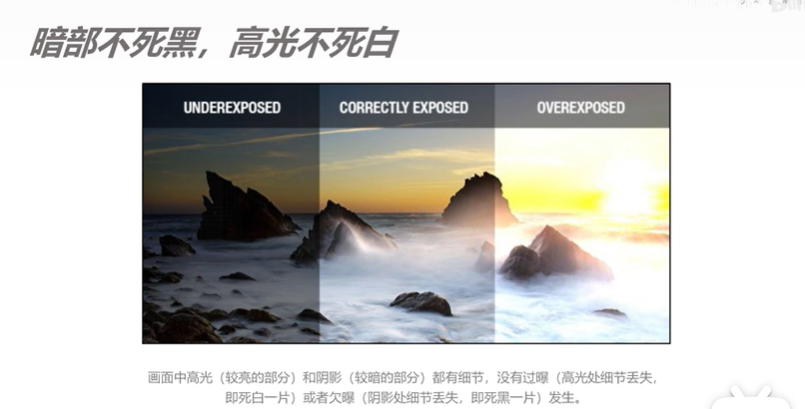 暗部不死黑，高光不死白
UNDEREXPOSED
CORRECTLY EXPOSED
OVEREXPOSED
画面中高光（较亮的部分）和阴影（较暗的部分）都有细节，没有过曝（高光处细节丢失，
即死白一片）或者欠曝（阴影处细节丢失，即死黑一片）发生。